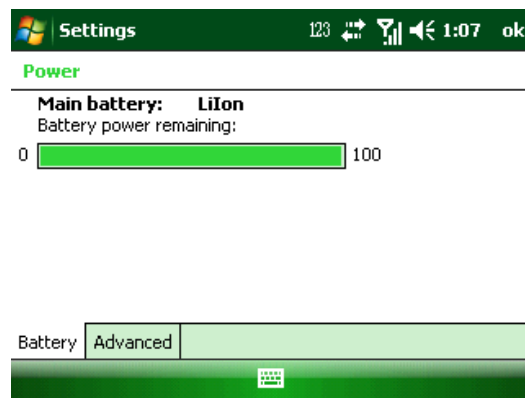 Settings 123 1:07 ok
Power
Main battery: LiIon
Battery power remaining:
0 100
Battery Advanced